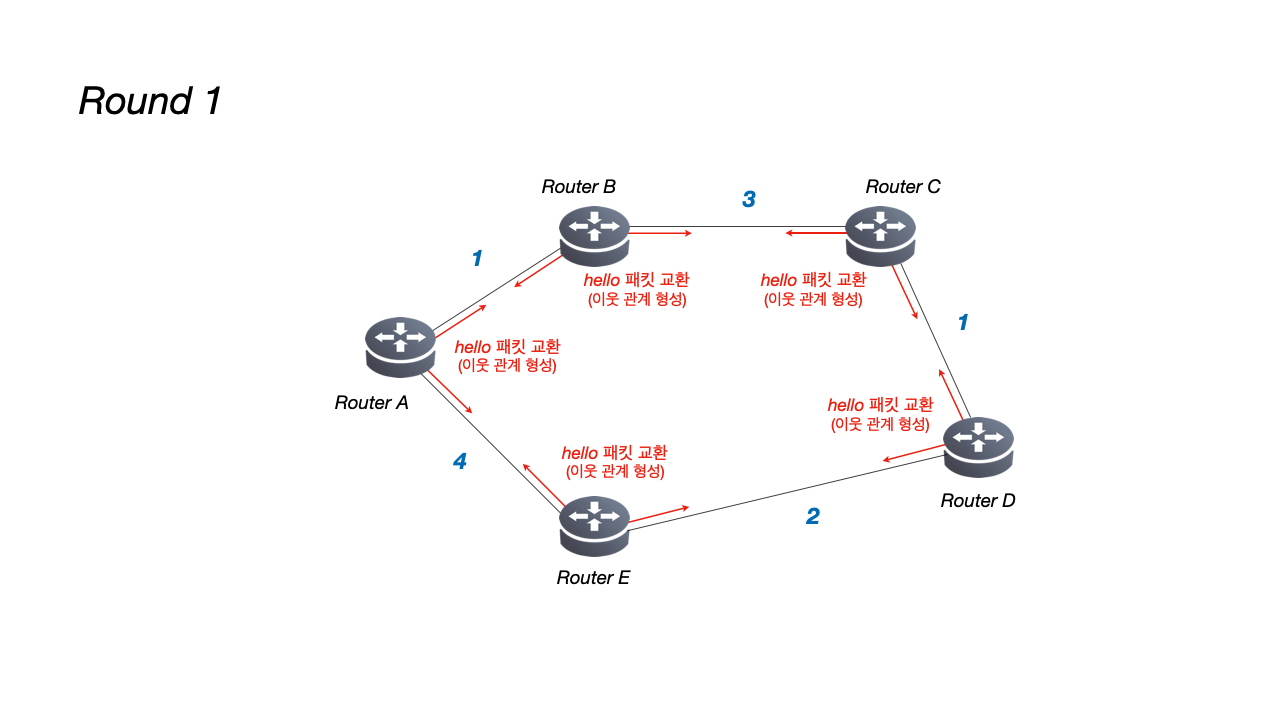 Round 1
Router B
Router C
3
1
hello 패킷 교환
(이웃 관계 형성)
hello 패킷 교환
(이웃 관계 형성)
1
hello 패킷 교환
(이웃 관계 형성)
Router A
hello 패킷 교환
(이웃 관계 형성)
4
hello 패킷 교환
(이웃 관계 형성)
Router D
2
Router E